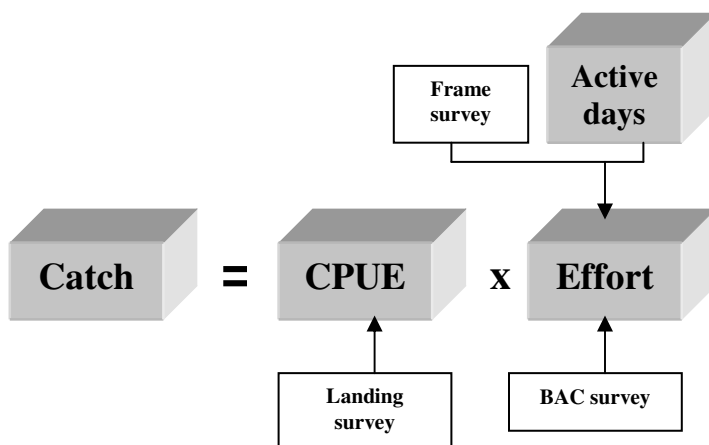 Frame
survey
Active
days
Catch = CPUE x Effort
Landing
survey
BAC survey